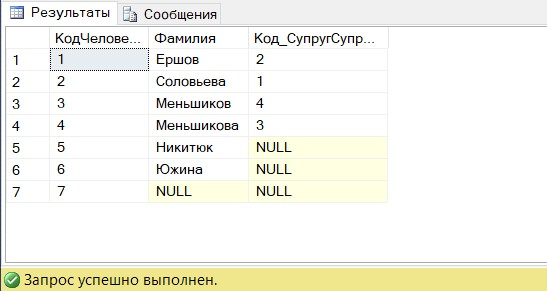 Результаты Сообщения
КодЧелове... Фамилия Код_СупругСупр...
1 1 Ершов 2
2 2 Соловьева 1
3 3 Меньшиков 4
4 4 Меньшикова 3
5 5 Никитюк NULL
6 6 Южина NULL
7 7 NULL NULL
Запрос успешно выполнен.